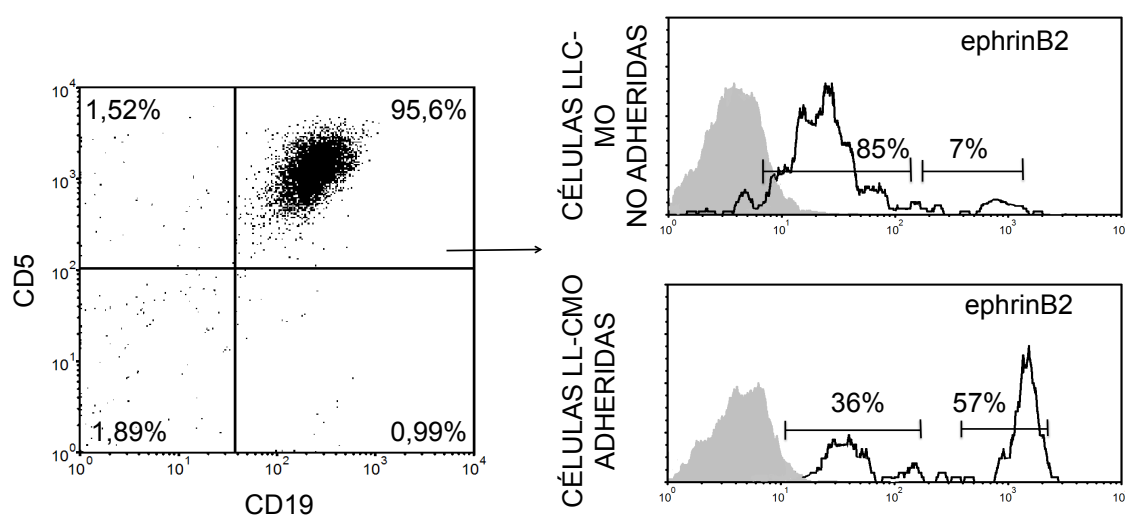 CD5
10⁴
10³
10²
10¹
10⁰
1,52%
95,6%
1,89%
0,99%
10⁰ 10¹ 10² 10³ 10⁴
CD19
CÉLULAS LLC-
MO
NO ADHERIDAS
ephrinB2
85%
7%
10⁰ 10¹ 10² 10³ 10
CÉLULAS LL-CMO
ADHERIDAS
ephrinB2
36%
57%
10⁰ 10¹ 10² 10³ 10